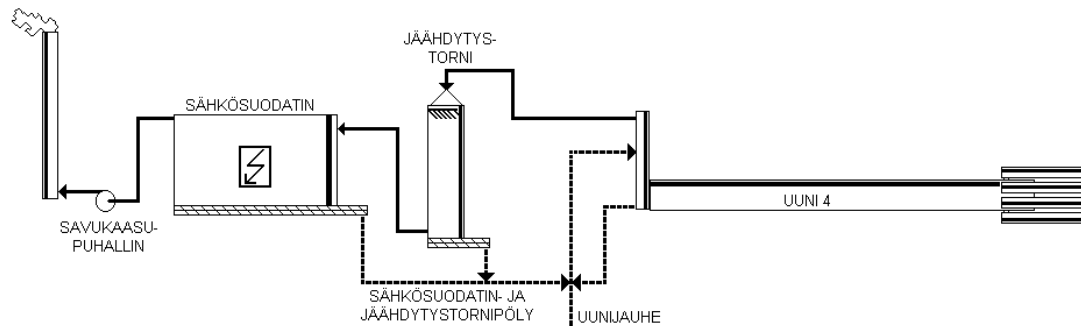 JÄÄHDYTYS-
TORNI
SÄHKÖSUODATIN
UUNI 4
SAVUKAASU-
PUHALLIN
SÄHKÖSUODATIN- JA
JÄÄHDYTYSTORNIPÖLY
UUNIJAUHE